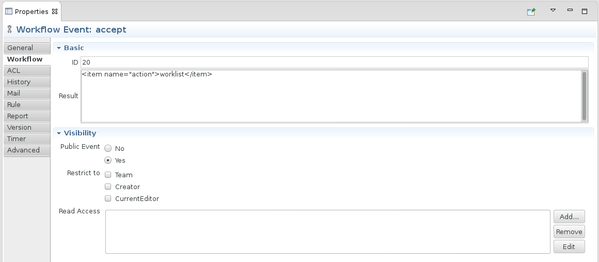 Properties
Workflow Event: accept
General
Workflow
ACL
History
Mail
Rule
Report
Version
Timer
Advanced
Basic
ID 20
Result <item name="action">worklist</item>
Visibility
Public Event No
Yes
Restrict to Team
Creator
CurrentEditor
Read Access
Add...
Remove
Edit